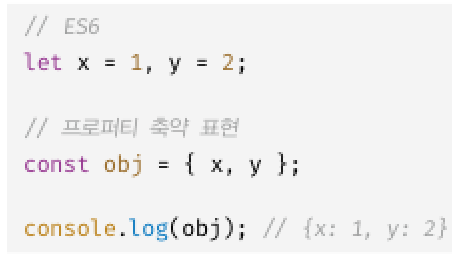 // ES6
let x = 1, y = 2;
// 프로퍼티 축약 표현
const obj = { x, y };
console.log(obj); // {x: 1, y: 2}